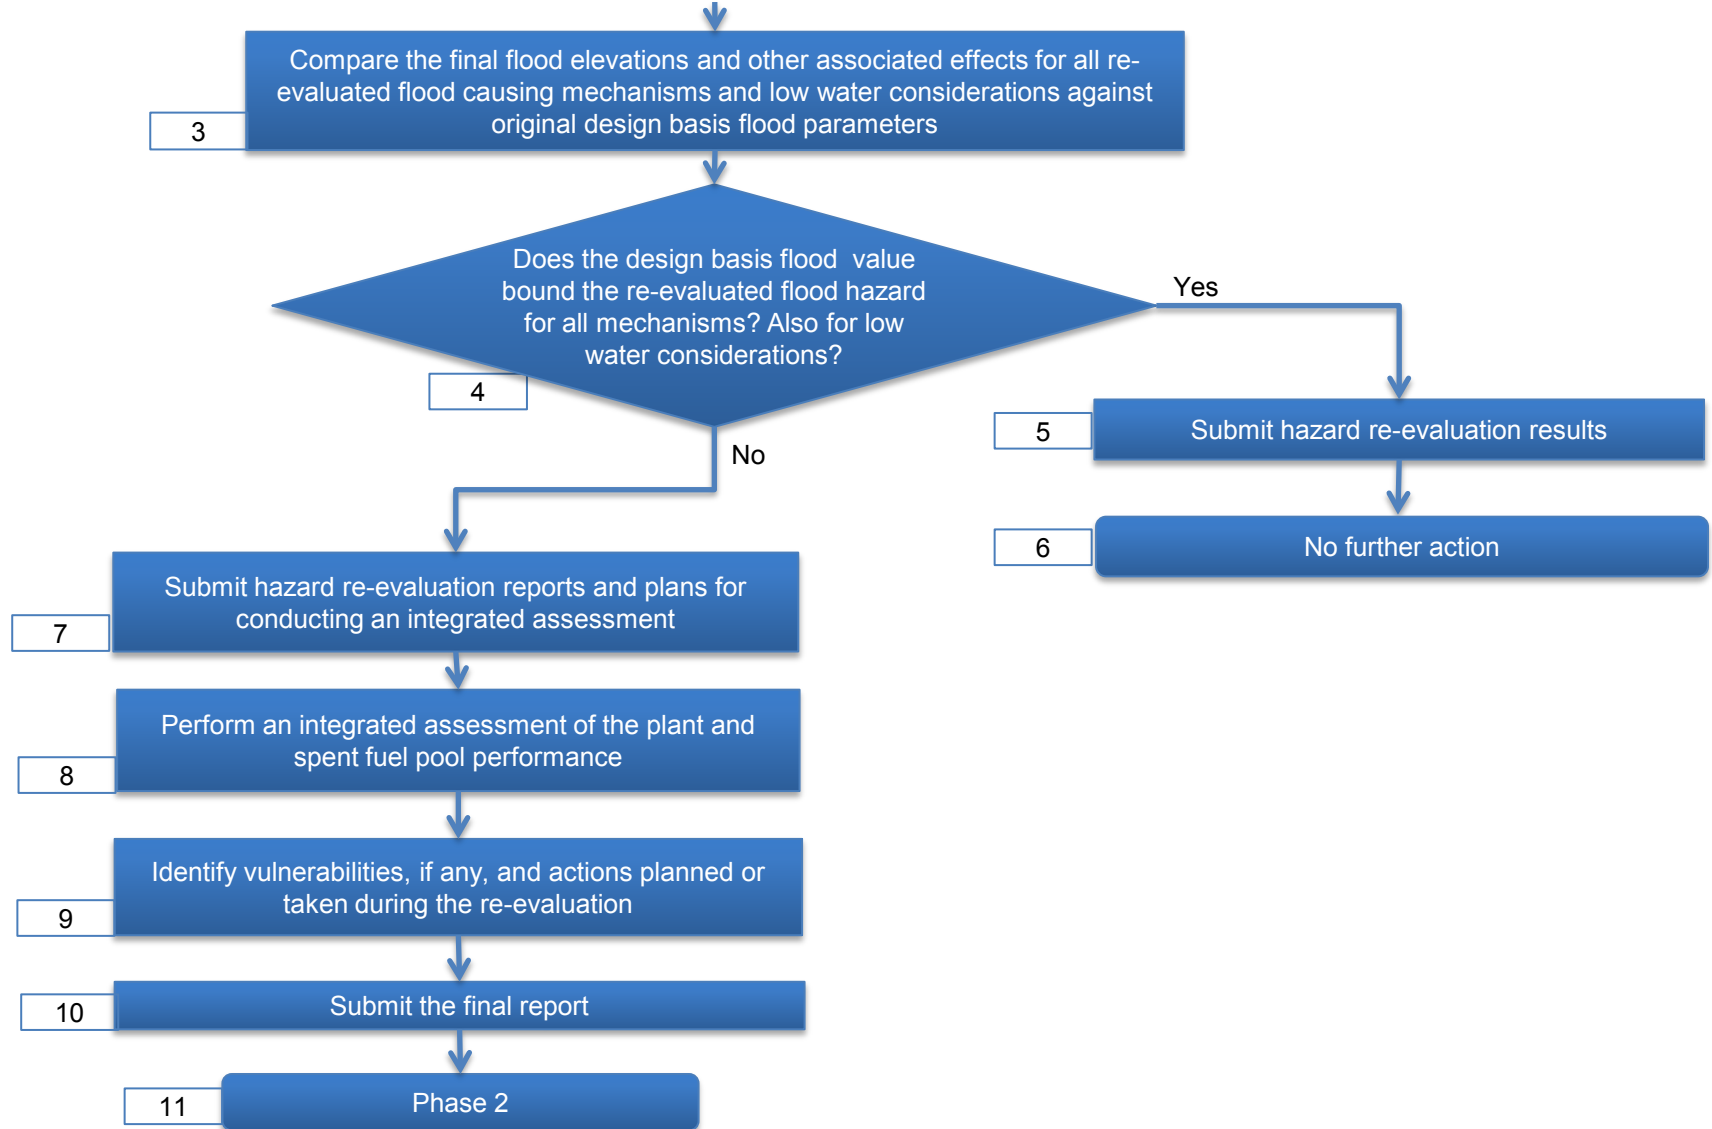 Compare the final flood elevations and other associated effects for all re-
evaluated flood causing mechanisms and low water considerations against
original design basis flood parameters
3
Does the design basis flood value
bound the re-evaluated flood hazard
for all mechanisms? Also for low
water considerations?
4
Yes
5
Submit hazard re-evaluation results
6
No further action
No
Submit hazard re-evaluation reports and plans for
conducting an integrated assessment
7
Perform an integrated assessment of the plant and
spent fuel pool performance
8
Identify vulnerabilities, if any, and actions planned or
taken during the re-evaluation
9
Submit the final report
10
Phase 2
11